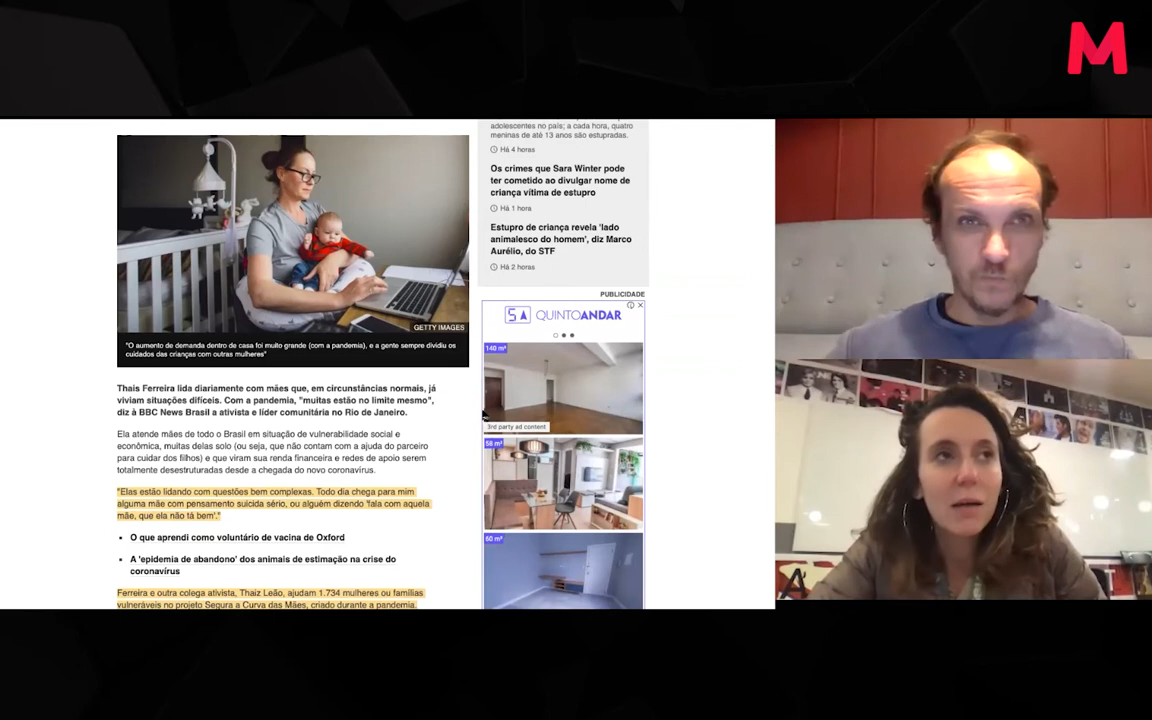 M
adolescentes no país; a cada hora, quatro
meninas de até 13 anos são estupradas.
Há 4 horas
Os crimes que Sara Winter pode
ter cometido ao divulgar nome de
criança vítima de estupro
Há 1 hora
Estupro de criança revela 'lado
animalesco do homem', diz Marco
Aurélio, do STF
Há 2 horas
GETTY IMAGES
"O aumento de demanda dentro de casa foi muito grande (com a pandemia), e a gente sempre dividiu os
cuidados das crianças com outras mulheres"
Thais Ferreira lida diariamente com mães que, em circunstâncias normais, já
viviam situações difíceis. Com a pandemia, "muitas estão no limite mesmo",
diz à BBC News Brasil a ativista e líder comunitária no Rio de Janeiro.
Ela atende mães de todo o Brasil em situação de vulnerabilidade social e
econômica, muitas delas solo (ou seja, que não contam com a ajuda do parceiro
para cuidar dos filhos) e que viram sua renda financeira e redes de apoio serem
totalmente desestruturadas desde a chegada do novo coronavírus.
"Elas estão lidando com questões bem complexas. Todo dia chega para mim
alguma mãe com pensamento suicida sério, ou alguém dizendo 'fala com aquela
mãe, que ela não tá bem'."
O que aprendi como voluntário de vacina de Oxford
A 'epidemia de abandono' dos animais de estimação na crise do
coronavírus
Ferreira e outra colega ativista, Thaiz Leão, ajudam 1.734 mulheres ou famílias
vulneráveis no projeto Segura a Curva das Mães, criado durante a pandemia.
PUBLICIDADE
5A QUINTOANDAR
140 m²
3rd party ad content
58 m²
60 m²
A